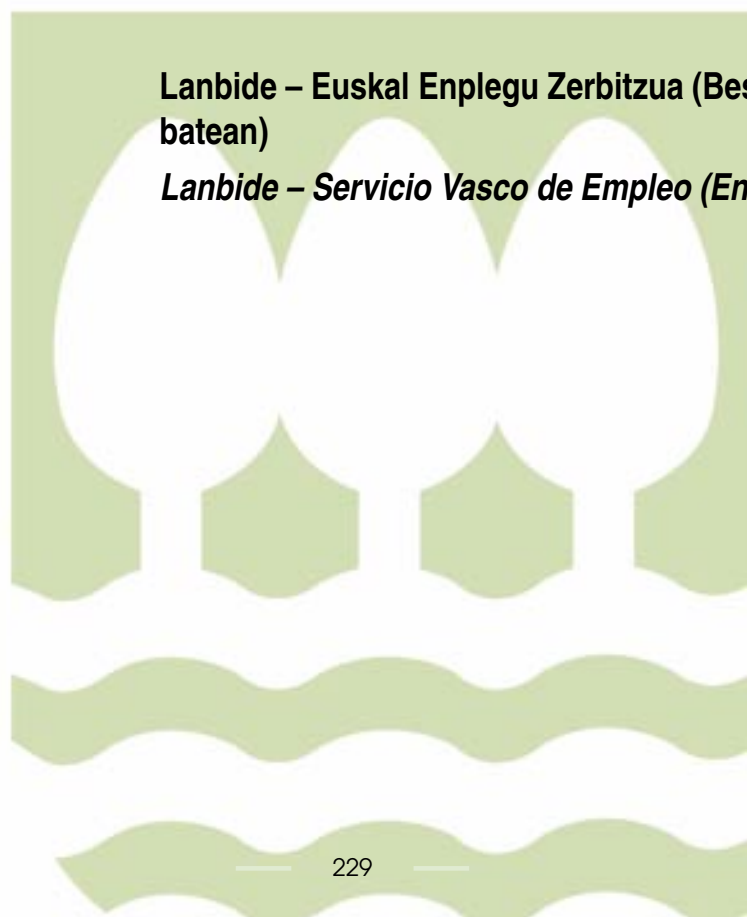 Lanbide – Euskal Enplegu Zerbitzua (Bes
batean)
Lanbide – Servicio Vasco de Empleo (En
229